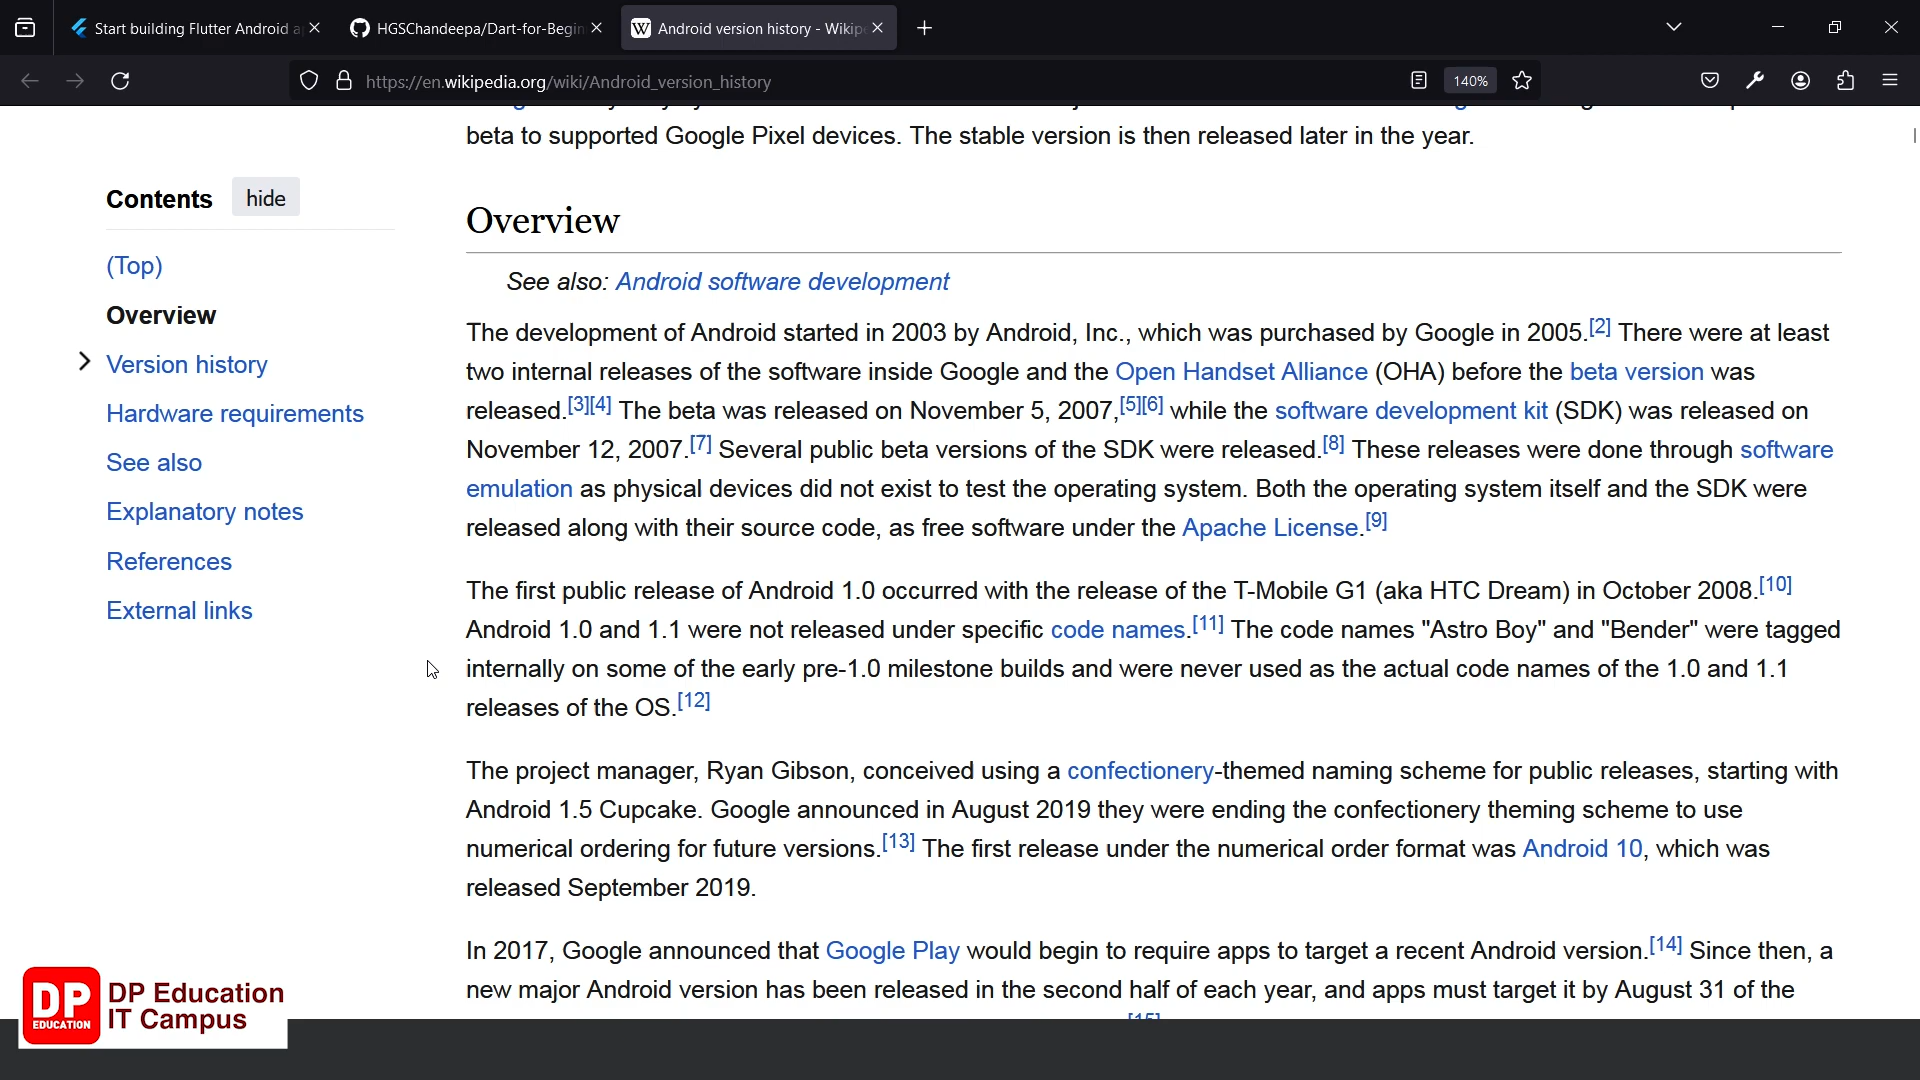 Start building Flutter Android a
HGSChandeepa/Dart-for-Begin
Android version history - Wikipe
https://en.wikipedia.org/wiki/Android_version_history
140%
beta to supported Google Pixel devices. The stable version is then released later in the year.
Contents hide
(Top)
Overview
Version history
Hardware requirements
See also
Explanatory notes
References
External links
Overview
See also: Android software development
The development of Android started in 2003 by Android, Inc., which was purchased by Google in 2005.[2] There were at least
two internal releases of the software inside Google and the Open Handset Alliance (OHA) before the beta version was
released.[3][4] The beta was released on November 5, 2007,[5][6] while the software development kit (SDK) was released on
November 12, 2007.[7] Several public beta versions of the SDK were released.[8] These releases were done through software
emulation as physical devices did not exist to test the operating system. Both the operating system itself and the SDK were
released along with their source code, as free software under the Apache License.[9]
The first public release of Android 1.0 occurred with the release of the T-Mobile G1 (aka HTC Dream) in October 2008.[10]
Android 1.0 and 1.1 were not released under specific code names.[11] The code names "Astro Boy" and "Bender" were tagged
internally on some of the early pre-1.0 milestone builds and were never used as the actual code names of the 1.0 and 1.1
releases of the OS.[12]
The project manager, Ryan Gibson, conceived using a confectionery-themed naming scheme for public releases, starting with
Android 1.5 Cupcake. Google announced in August 2019 they were ending the confectionery theming scheme to use
numerical ordering for future versions.[13] The first release under the numerical order format was Android 10, which was
released September 2019.
In 2017, Google announced that Google Play would begin to require apps to target a recent Android version.[14] Since then, a
new major Android version has been released in the second half of each year, and apps must target it by August 31 of the
[15]
DP
EDUCATION
DP Education
IT Campus